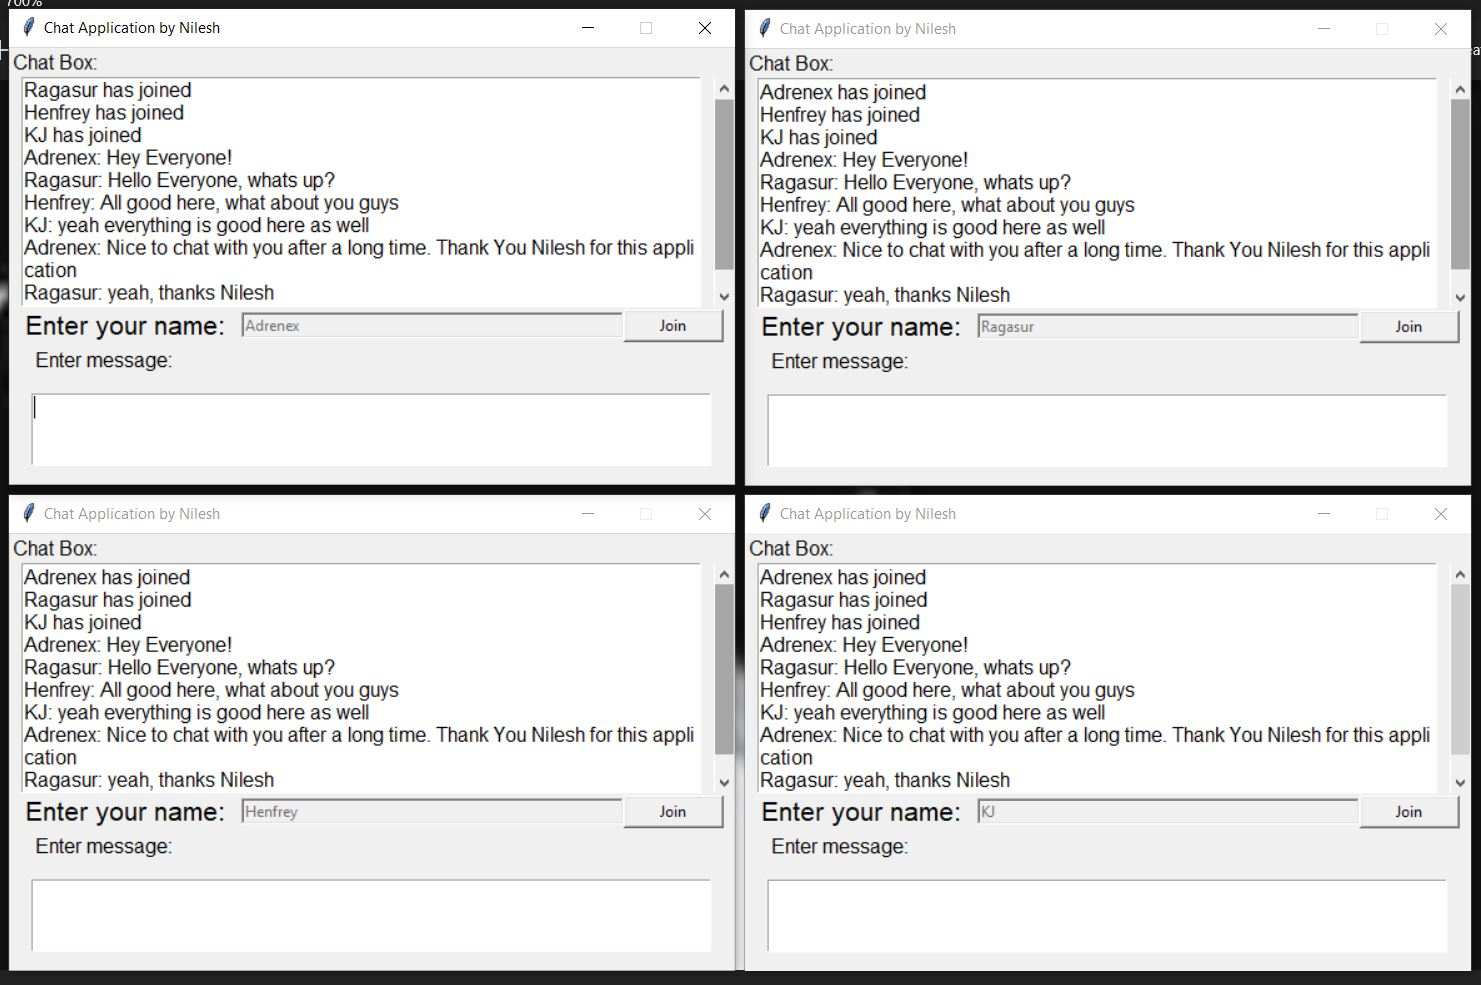 700%
Chat Application by Nilesh
Chat Box:
Ragasur has joined
Henfrey has joined
KJ has joined
Adrenex: Hey Everyone!
Ragasur: Hello Everyone, whats up?
Henfrey: All good here, what about you guys
KJ: yeah everything is good here as well
Adrenex: Nice to chat with you after a long time. Thank You Nilesh for this appli
cation
Ragasur: yeah, thanks Nilesh
Enter your name: Adrenex Join
Enter message:
Chat Application by Nilesh
Chat Box:
Adrenex has joined
Henfrey has joined
KJ has joined
Adrenex: Hey Everyone!
Ragasur: Hello Everyone, whats up?
Henfrey: All good here, what about you guys
KJ: yeah everything is good here as well
Adrenex: Nice to chat with you after a long time. Thank You Nilesh for this appli
cation
Ragasur: yeah, thanks Nilesh
Enter your name: Ragasur Join
Enter message:
Chat Application by Nilesh
Chat Box:
Adrenex has joined
Ragasur has joined
KJ has joined
Adrenex: Hey Everyone!
Ragasur: Hello Everyone, whats up?
Henfrey: All good here, what about you guys
KJ: yeah everything is good here as well
Adrenex: Nice to chat with you after a long time. Thank You Nilesh for this appli
cation
Ragasur: yeah, thanks Nilesh
Enter your name: Henfrey Join
Enter message:
Chat Application by Nilesh
Chat Box:
Adrenex has joined
Ragasur has joined
Henfrey has joined
Adrenex: Hey Everyone!
Ragasur: Hello Everyone, whats up?
Henfrey: All good here, what about you guys
KJ: yeah everything is good here as well
Adrenex: Nice to chat with you after a long time. Thank You Nilesh for this appli
cation
Ragasur: yeah, thanks Nilesh
Enter your name: KJ Join
Enter message: